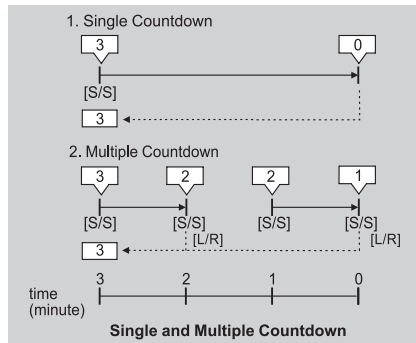 1. Single Countdown
3 0
[S/S]
3
2. Multiple Countdown
3 2 2 1
[S/S] [S/S] [S/S] [S/S]
[L/R] [L/R]
3
3 2 1 0
time
(minute)
Single and Multiple Countdown